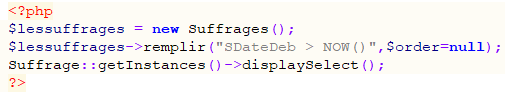 <?php
$lessuffrages = new Suffrages();
$lessuffrages->remplir("SDateDeb > NOW()",$order=null);
Suffrage::getInstances()->displaySelect();
?>